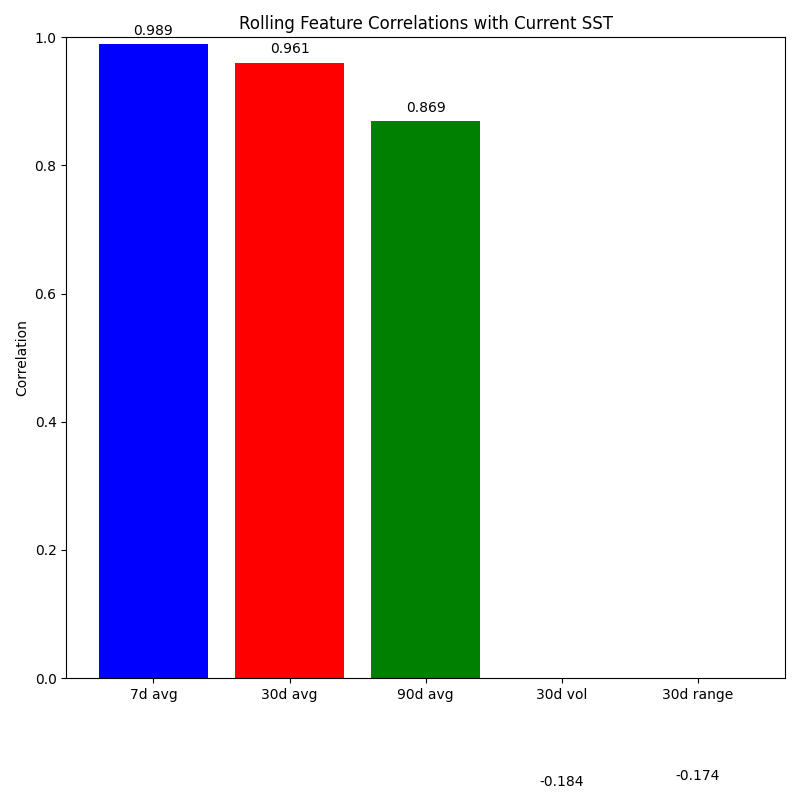 Rolling Feature Correlations with Current SST
0.989
0.961
0.869
1.0
0.8
0.6
0.4
0.2
0.0
Correlation
7d avg
30d avg
90d avg
30d vol
30d range
-0.184
-0.174